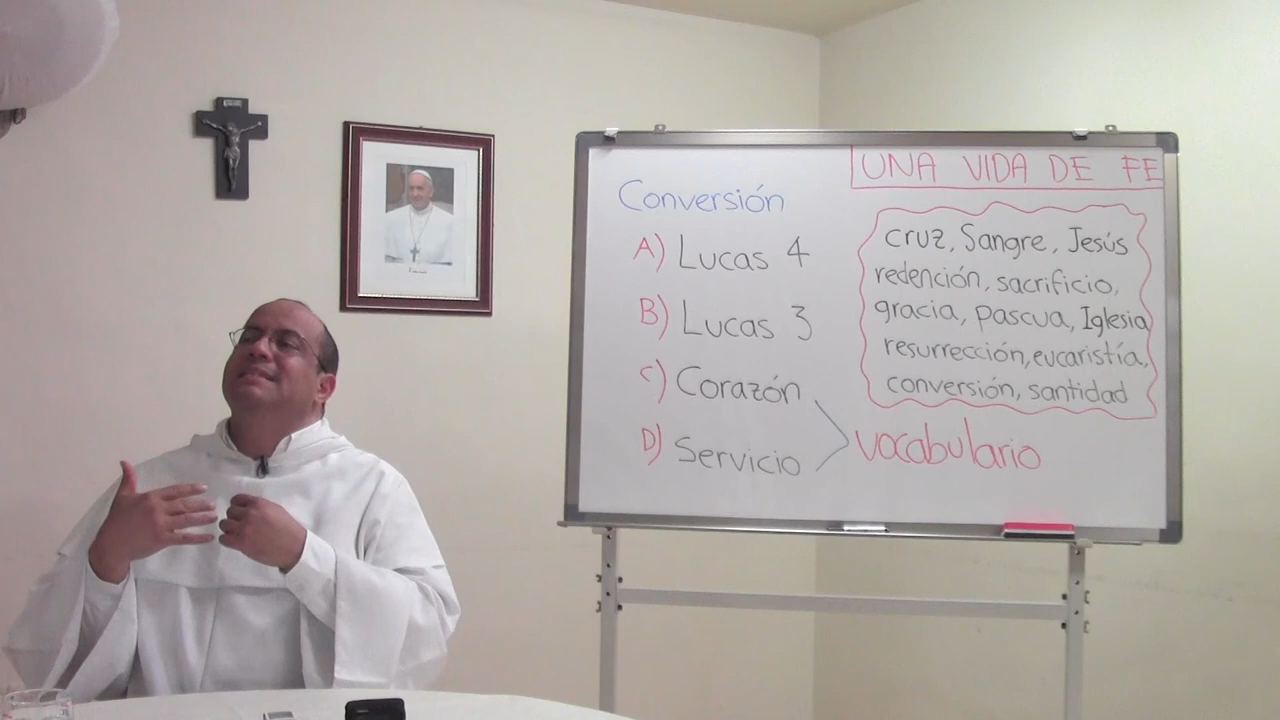 UNA VIDA DE FE
Conversión
A) Lucas 4
B) Lucas 3
C) Corazón
D) Servicio
cruz, Sangre, Jesús
redención, sacrificio,
gracia, pascua, Iglesia
resurrección, eucaristía,
conversión, santidad
vocabulario